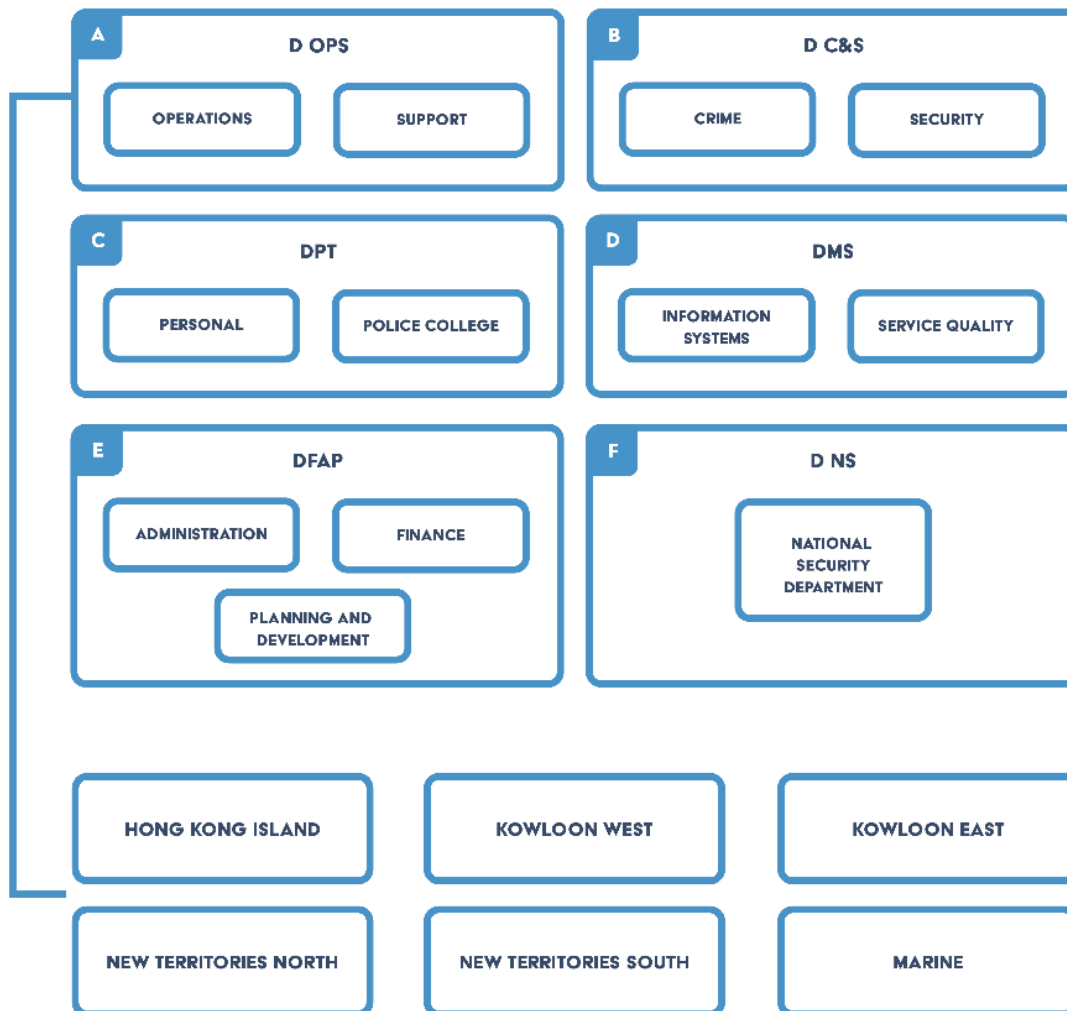 A
D OPS
OPERATIONS
SUPPORT
B
D C&S
CRIME
SECURITY
C
DPT
PERSONAL
POLICE COLLEGE
D
DMS
INFORMATION
SYSTEMS
SERVICE QUALITY
E
DFAP
ADMINISTRATION
FINANCE
PLANNING AND
DEVELOPMENT
F
D NS
NATIONAL
SECURITY
DEPARTMENT
HONG KONG ISLAND
KOWLOON WEST
KOWLOON EAST
NEW TERRITORIES NORTH
NEW TERRITORIES SOUTH
MARINE